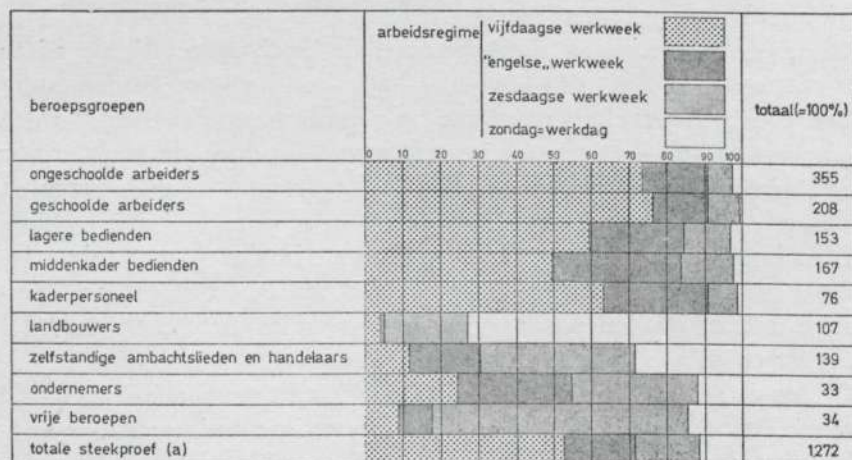 arbeidsregime vijfdaagse werkweek
"engelse„ werkweek
zesdaagse werkweek
zondag=werkdag
beroepsgroepen totaal(=100%)
0 10 20 30 40 50 60 70 80 90 100
ongeschoolde arbeiders 355
geschoolde arbeiders 208
lagere bedienden 153
middenkader bedienden 167
kaderpersoneel 76
landbouwers 107
zelfstandige ambachtslieden en handelaars 139
ondernemers 33
vrije beroepen 34
totale steekproef (a) 1272